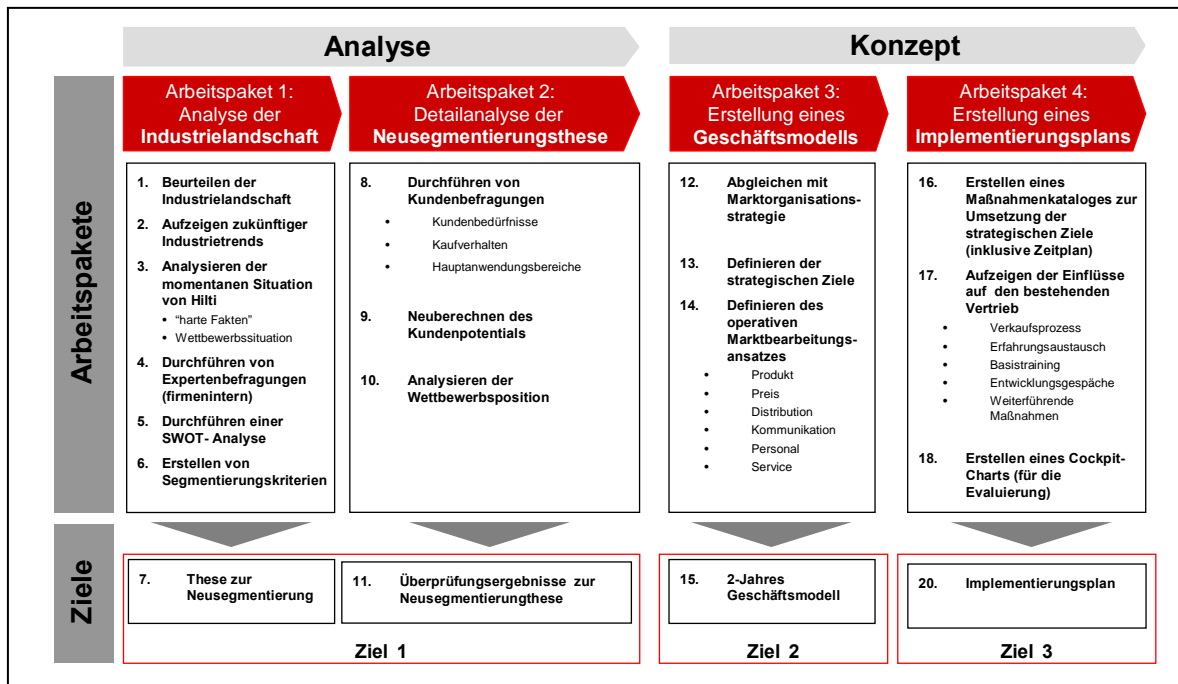 Analyse
Konzept
Arbeitspakete
Arbeitspaket 1:
Analyse der
Industrielandschaft
Arbeitspaket 2:
Detailanalyse der
Neusegmentierungsthese
Arbeitspaket 3:
Erstellung eines
Geschäftsmodells
Arbeitspaket 4:
Erstellung eines
Implementierungsplans
1. Beurteilen der
Industrielandschaft
2. Aufzeigen zukünftiger
Industrietrends
3. Analysieren der
momentanen Situation
von Hilti
• “harte Fakten”
• Wettbewerbssituation
4. Durchführen von
Expertenbefragungen
(firmenintern)
5. Durchführen einer
SWOT- Analyse
6. Erstellen von
Segmentierungskriterien
8. Durchführen von
Kundenbefragungen
• Kundenbedürfnisse
• Kaufverhalten
• Hauptanwendungsbereiche
9. Neuberechnen des
Kundenpotentials
10. Analysieren der
Wettbewerbsposition
12. Abgleichen mit
Marktorganisations-
strategie
13. Definieren der
strategischen Ziele
14. Definieren des
operativen
Marktbearbeitungs-
ansatzes
• Produkt
• Preis
• Distribution
• Kommunikation
• Personal
• Service
16. Erstellen eines
Maßnahmenkataloges zur
Umsetzung der
strategischen Ziele
(inklusive Zeitplan)
17. Aufzeigen der Einflüsse
auf den bestehenden
Vertrieb
• Verkaufsprozess
• Erfahrungsaustausch
• Basistraining
• Entwicklungsgespäche
• Weiterführende
Maßnahmen
18. Erstellen eines Cockpit-
Charts (für die
Evaluierung)
Ziele
7. These zur
Neusegmentierung
11. Überprüfungsergebnisse zur
Neusegmentierungthese
15. 2-Jahres
Geschäftsmodell
20. Implementierungsplan
Ziel 1
Ziel 2
Ziel 3